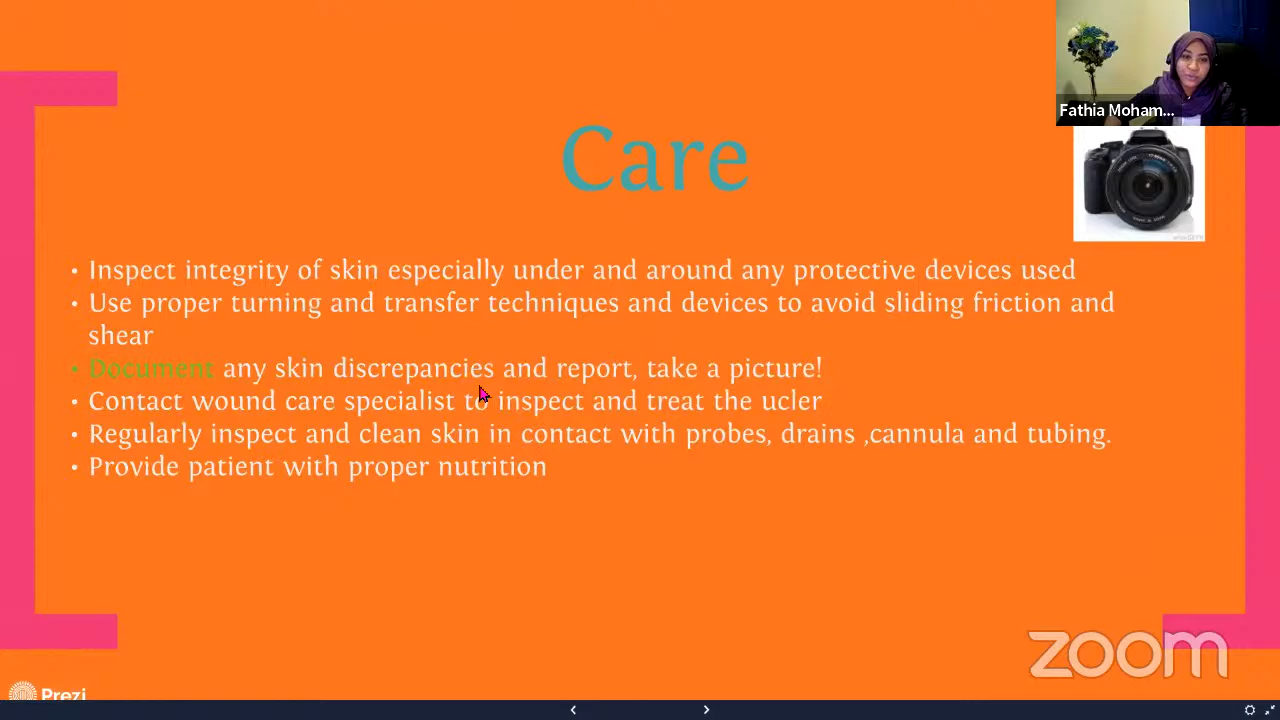 Fathia Moham...
Care
• Inspect integrity of skin especially under and around any protective devices used
• Use proper turning and transfer techniques and devices to avoid sliding friction and
shear
• Document any skin discrepancies and report, take a picture!
• Contact wound care specialist to inspect and treat the ucler
• Regularly inspect and clean skin in contact with probes, drains ,cannula and tubing.
• Provide patient with proper nutrition
zoom
Prezi